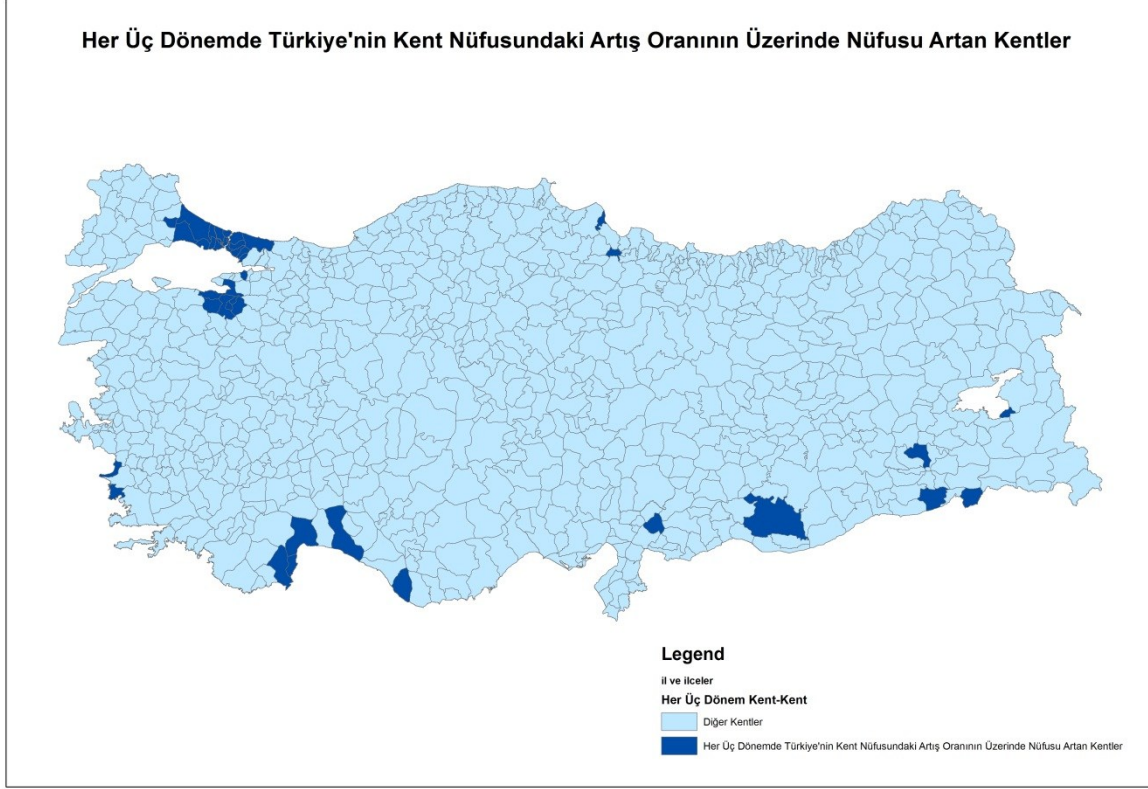 Her Üç Dönemde Türkiye'nin Kent Nüfusundaki Artış Oranının Üzerinde Nüfusu Artan Kentler
Legend
il ve ilceler
Her Üç Dönem Kent-Kent
Diğer Kentler
Her Üç Dönemde Türkiye'nin Kent Nüfusundaki Artış Oranının Üzerinde Nüfusu Artan Kentler